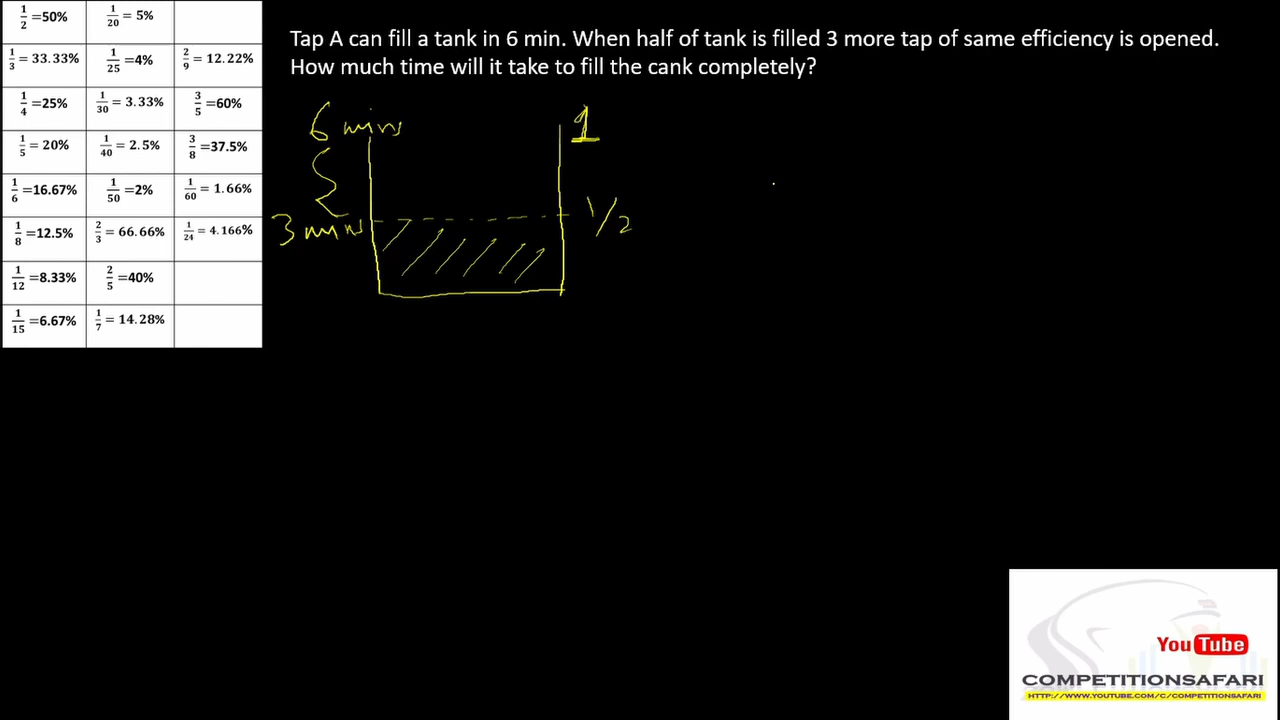 1/2 =50% 1/20 = 5%
1/3 = 33.33% 1/25 =4% 2/9 = 12.22%
1/4 =25% 1/30 = 3.33% 3/5 =60%
1/5 = 20% 1/40 = 2.5% 3/8 =37.5%
1/6 =16.67% 1/50 =2% 1/60 = 1.66%
1/8 =12.5% 2/3 = 66.66% 1/24 = 4.166%
1/12 =8.33% 2/5 =40%
1/15 =6.67% 1/7 = 14.28%
Tap A can fill a tank in 6 min. When half of tank is filled 3 more tap of same efficiency is opened.
How much time will it take to fill the cank completely?
6 mins 1
3 mins 1/2
YouTube
COMPETITIONSAFARI
HTTP://WWW.YOUTUBE.COM/C/COMPETITIONSAFARI